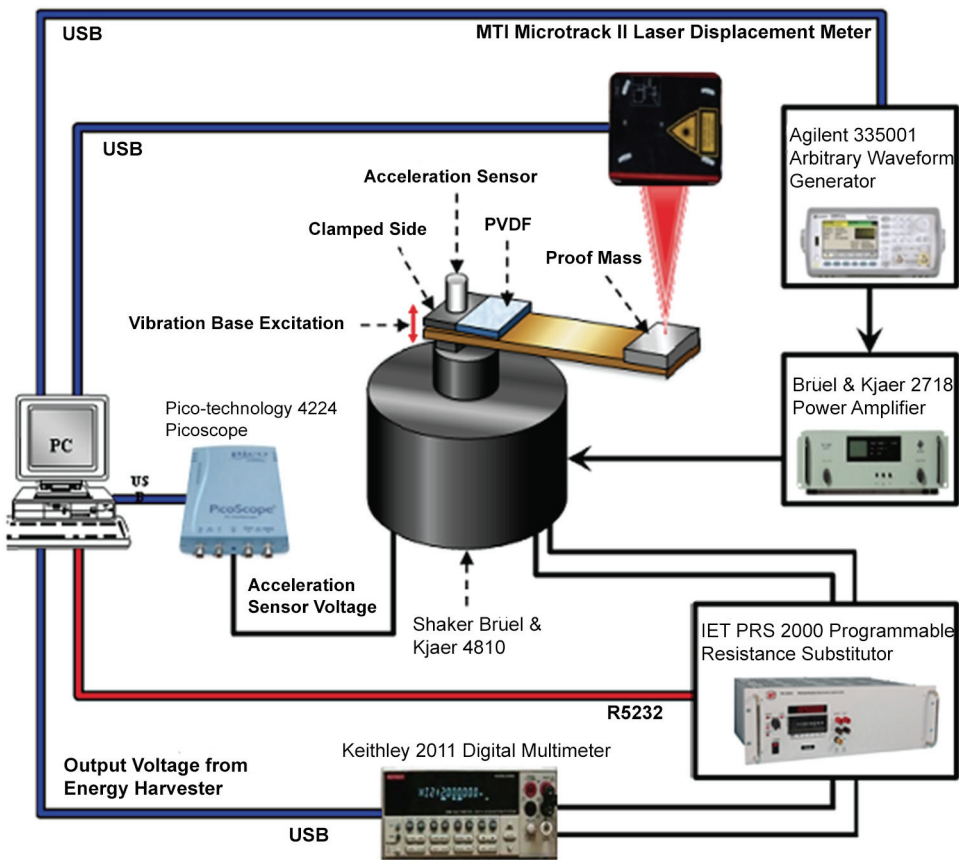 USB
MTI Microtrack II Laser Displacement Meter
USB
Agilent 335001
Arbitrary Waveform
Generator
Acceleration Sensor
Clamped Side
PVDF
Proof Mass
Vibration Base Excitation
Brüel & Kjaer 2718
Power Amplifier
Pico-technology 4224
Picoscope
PC
US
B
PicoScope®
Acceleration
Sensor Voltage
Shaker Brüel &
Kjaer 4810
IET PRS 2000 Programmable
Resistance Substitutor
R5232
Keithley 2011 Digital Multimeter
Output Voltage from
Energy Harvester
USB